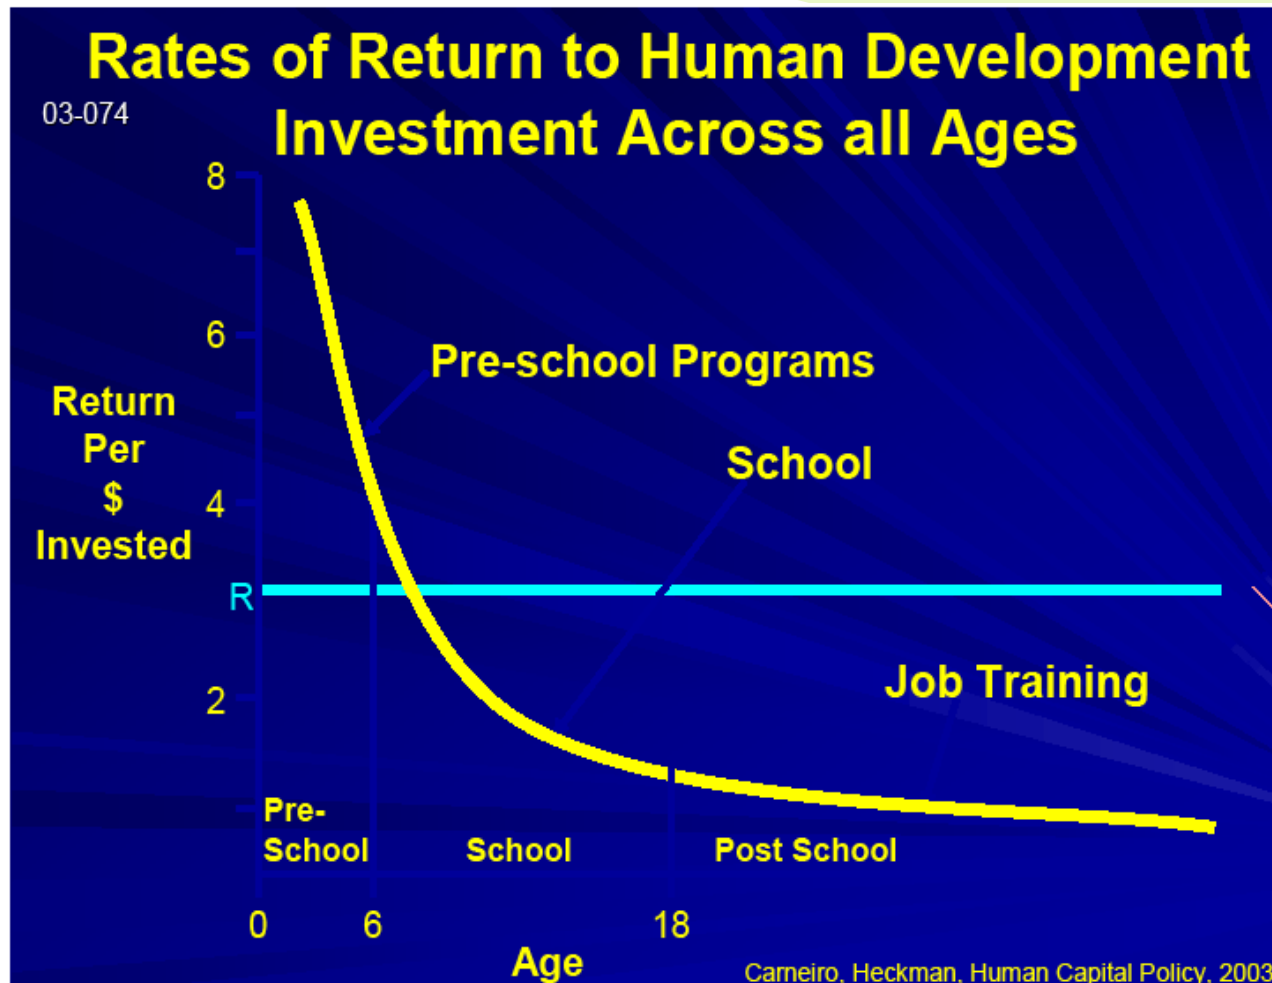 Rates of Return to Human Development
03-074
Investment Across all Ages
8
6
Pre-school Programs
Return
Per
$
Invested
School
4
R
Job Training
2
Pre-
School
School
Post School
0
6
18
Age
Carneiro, Heckman, Human Capital Policy, 2003